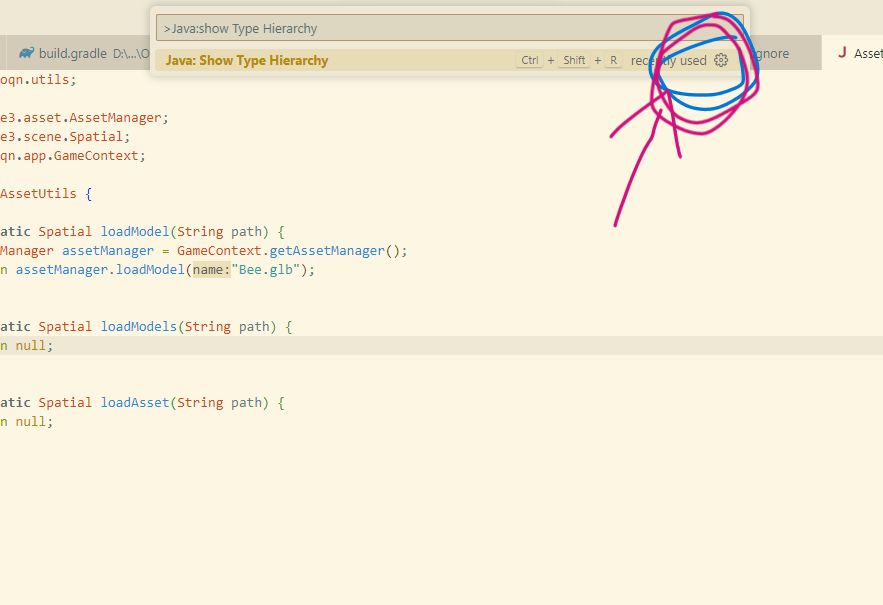 >Java:show Type Hierarchy
build.gradle D:\...\O
Java: Show Type Hierarchy Ctrl + Shift + R recently used
gnore
J Asset
oqn.utils;
e3.asset.AssetManager;
e3.scene.Spatial;
qn.app.GameContext;
AssetUtils {
atic Spatial loadModel(String path) {
Manager assetManager = GameContext.getAssetManager();
n assetManager.loadModel(name:"Bee.glb");
atic Spatial loadModels(String path) {
n null;
atic Spatial loadAsset(String path) {
n null;